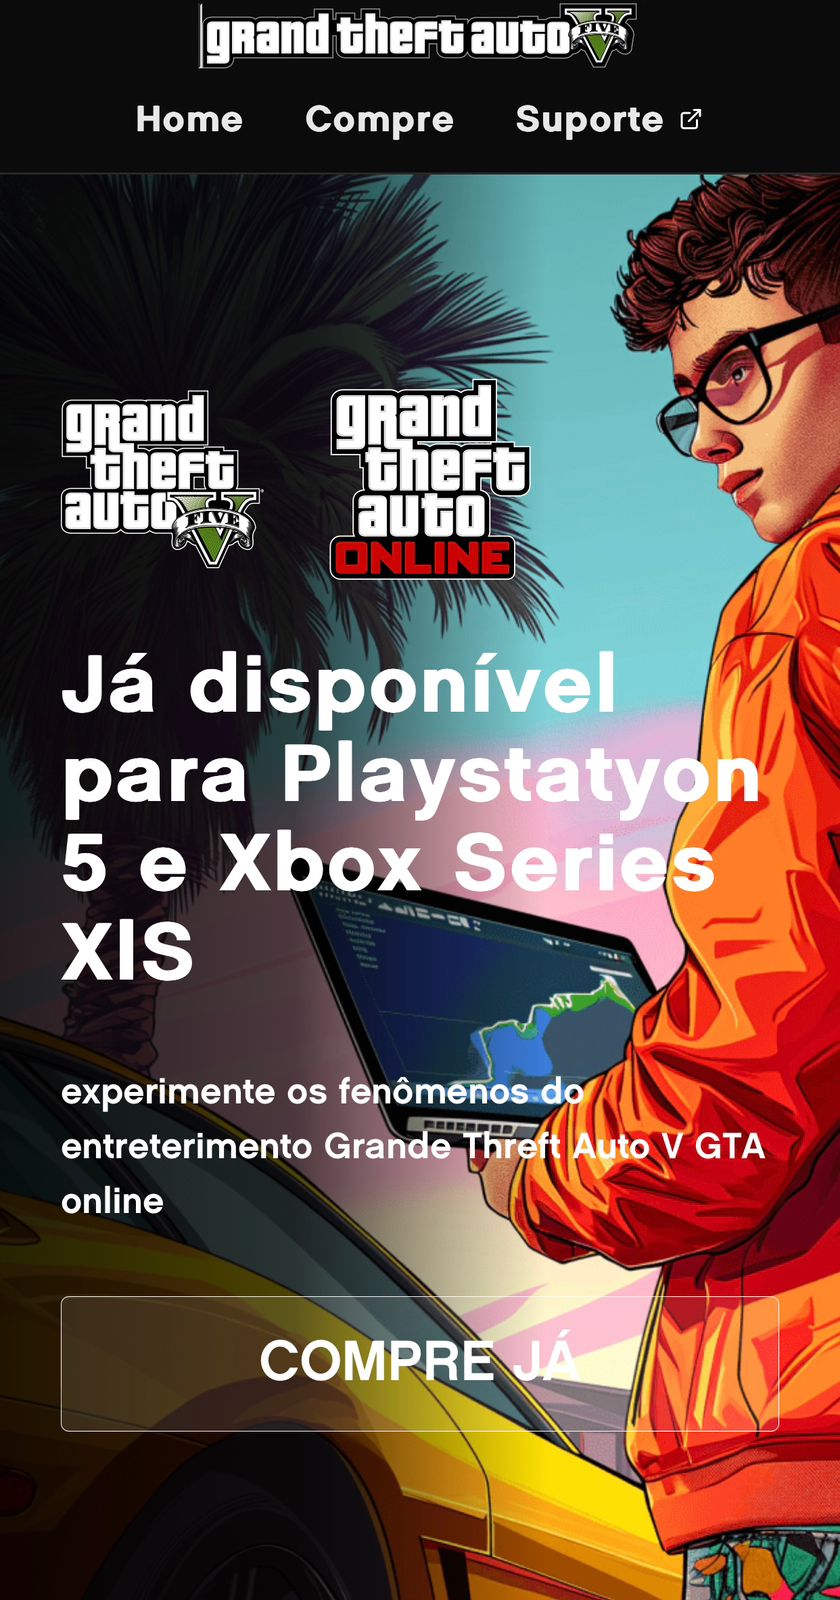 grand theft auto V FIVE
Home Compre Suporte
grand
theft
auto V
FIVE
grand
theft
auto
ONLINE
Já disponível
para Playstatyon
5 e Xbox Series
XlS
experimente os fenômenos do
entreterimento Grande Threft Auto V GTA
online
COMPRE JÁ